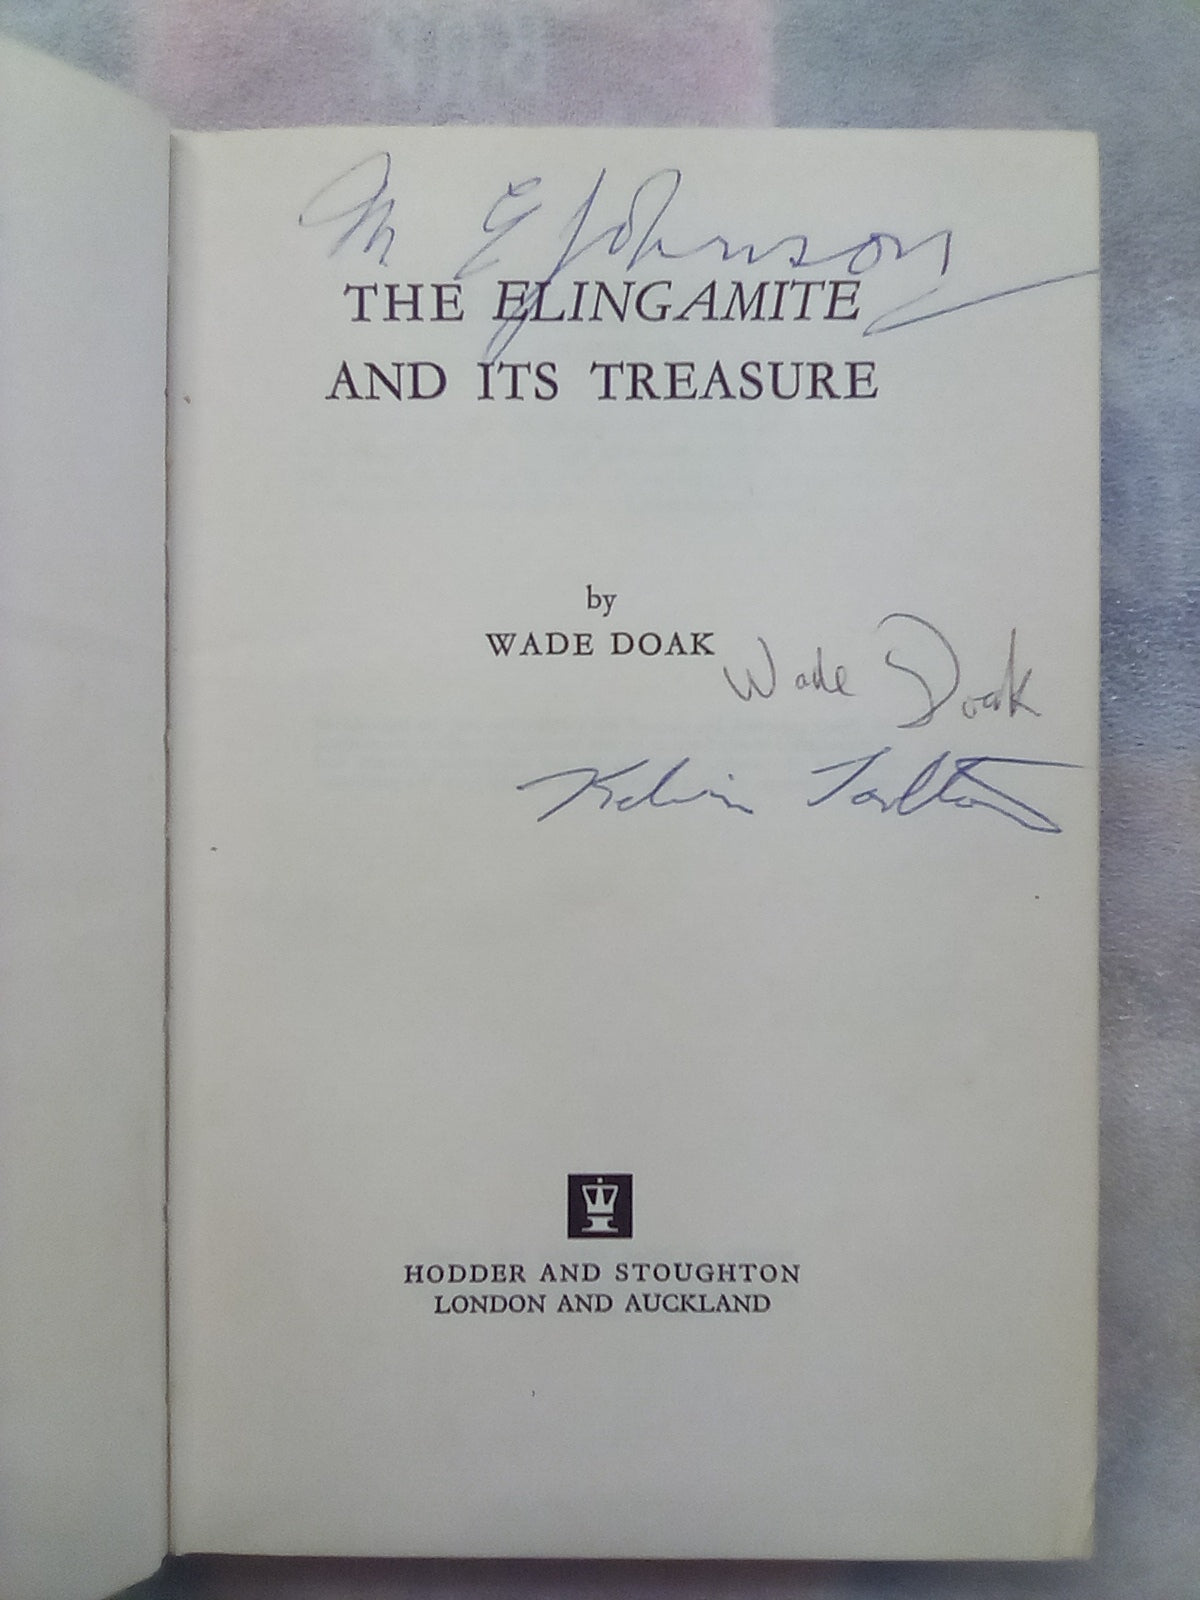 M E Johnson
THE ELINGAMITE
AND ITS TREASURE
by
WADE DOAK
Wade Doak
Kelvin Tarlton
HODDER AND STOUGHTON
LONDON AND AUCKLAND